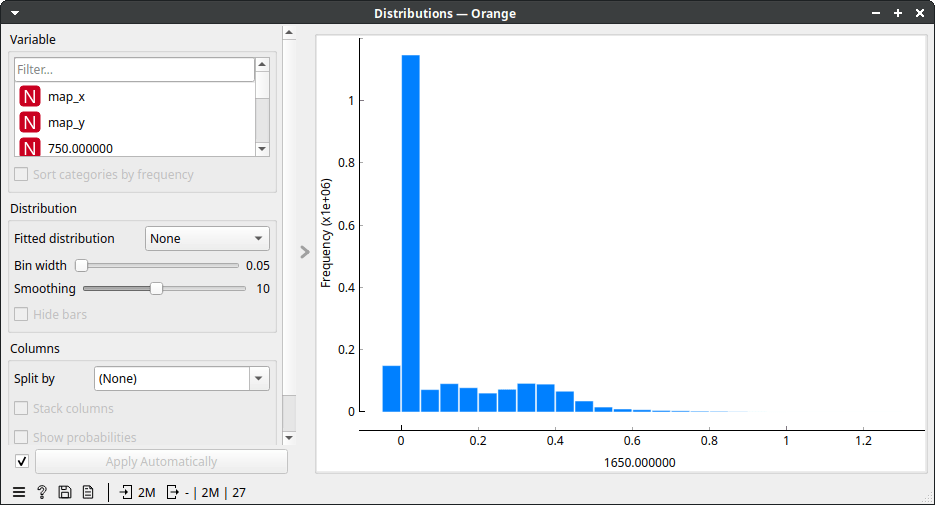 Distributions — Orange
Variable
Filter...
N map_x
N map_y
N 750.000000
Sort categories by frequency
Distribution
Fitted distribution None
Bin width 0.05
Smoothing 10
Hide bars
Columns
Split by (None)
Stack columns
Show probabilities
Apply Automatically
2M - | 2M | 27
Frequency (x1e+06)
1
0.8
0.6
0.4
0.2
0
0 0.2 0.4 0.6 0.8 1 1.2
1650.000000